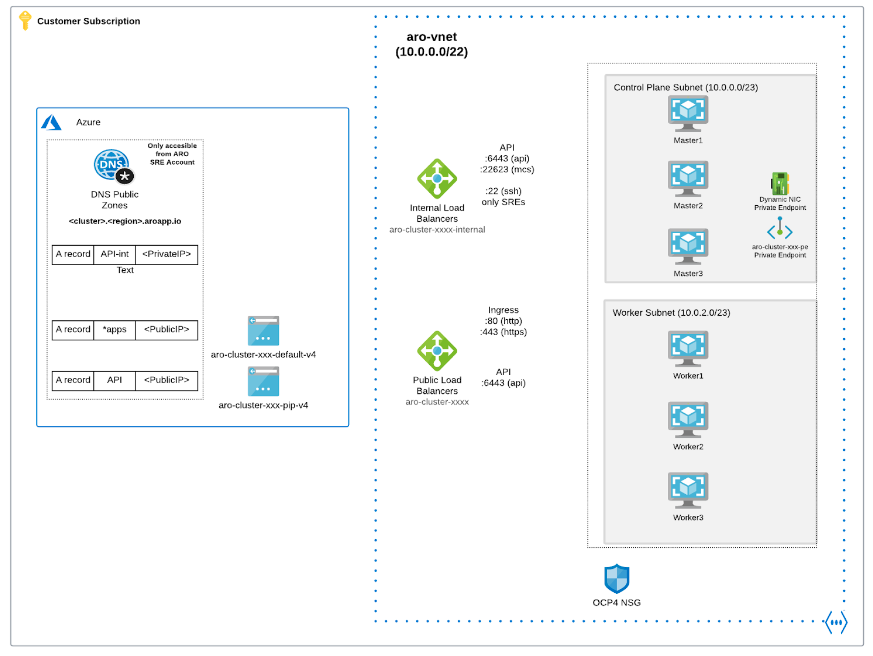 Customer Subscription
aro-vnet
(10.0.0.0/22)
Azure
Only accesible
from ARO
SRE Account
DNS
DNS Public
Zones
<cluster>.<region>.aroapp.io
A record API-int <PrivateIP>
Text
A record *apps <PublicIP>
A record API <PublicIP>
aro-cluster-xxx-default-v4
aro-cluster-xxx-pip-v4
API
:6443 (api)
:22623 (mcs)
:22 (ssh)
only SREs
Internal Load
Balancers
aro-cluster-xxxx-internal
Ingress
:80 (http)
:443 (https)
API
:6443 (api)
Public Load
Balancers
aro-cluster-xxxx
Control Plane Subnet (10.0.0.0/23)
Master1
Master2
Master3
Dynamic NIC
Private Endpoint
aro-cluster-xxx-pe
Private Endpoint
Worker Subnet (10.0.2.0/23)
Worker1
Worker2
Worker3
OCP4 NSG